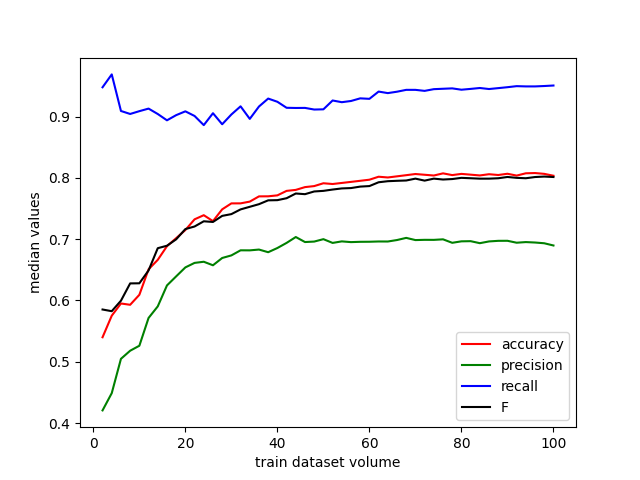 0.9
0.8
0.7
0.6
0.5
0.4
median values
0
20
40
60
80
100
train dataset volume
accuracy
precision
recall
F